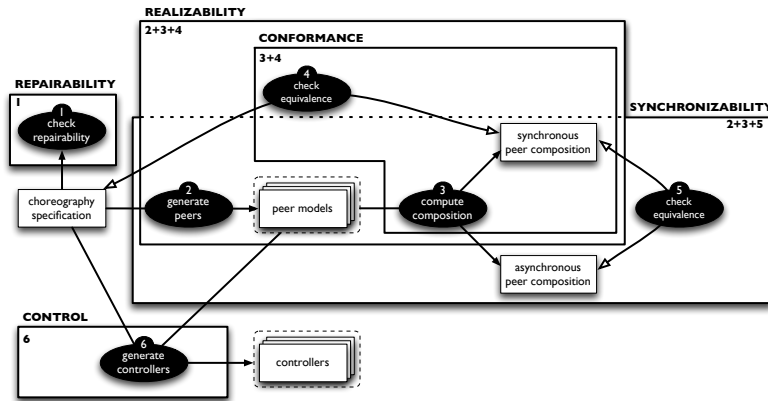 REALIZABILITY
2+3+4
CONFORMANCE
3+4
4
check
equivalence
REPAIRABILITY
1
1
check
repairability
SYNCHRONIZABILITY
2+3+5
synchronous
peer composition
choreography
specification
2
generate
peers
peer models
3
compute
composition
5
check
equivalence
asynchronous
peer composition
CONTROL
6
6
generate
controllers
controllers